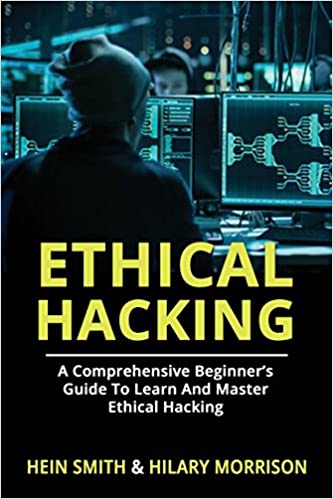 ETHICAL
HACKING
A Comprehensive Beginner's
Guide To Learn And Master
Ethical Hacking
HEIN SMITH & HILARY MORRISON